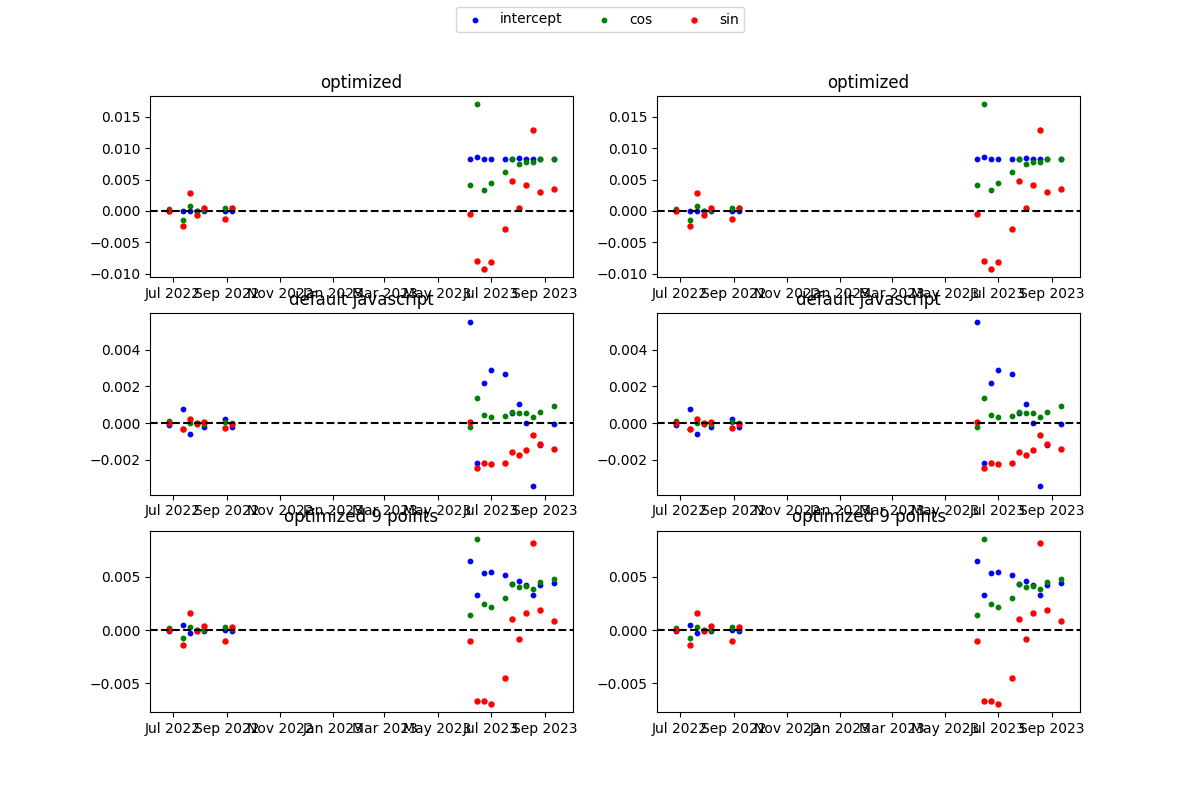 intercept cos sin
optimized optimized
0.015 0.015
0.010 0.010
0.005 0.005
0.000 0.000
−0.005 −0.005
−0.010 −0.010
Jul 2022 Sep 2022 Nov 2022 Jan 2023 Mar 2023 May 2023 Jul 2023 Sep 2023 Jul 2022 Sep 2022 Nov 2022 Jan 2023 Mar 2023 May 2023 Jul 2023 Sep 2023
default javascript default javascript
0.004 0.004
0.002 0.002
0.000 0.000
−0.002 −0.002
Jul 2022 Sep 2022 Nov 2022 Jan 2023 Mar 2023 May 2023 Jul 2023 Sep 2023 Jul 2022 Sep 2022 Nov 2022 Jan 2023 Mar 2023 May 2023 Jul 2023 Sep 2023
optimized 9 points optimized 9 points
0.005 0.005
0.000 0.000
−0.005 −0.005
Jul 2022 Sep 2022 Nov 2022 Jan 2023 Mar 2023 May 2023 Jul 2023 Sep 2023 Jul 2022 Sep 2022 Nov 2022 Jan 2023 Mar 2023 May 2023 Jul 2023 Sep 2023